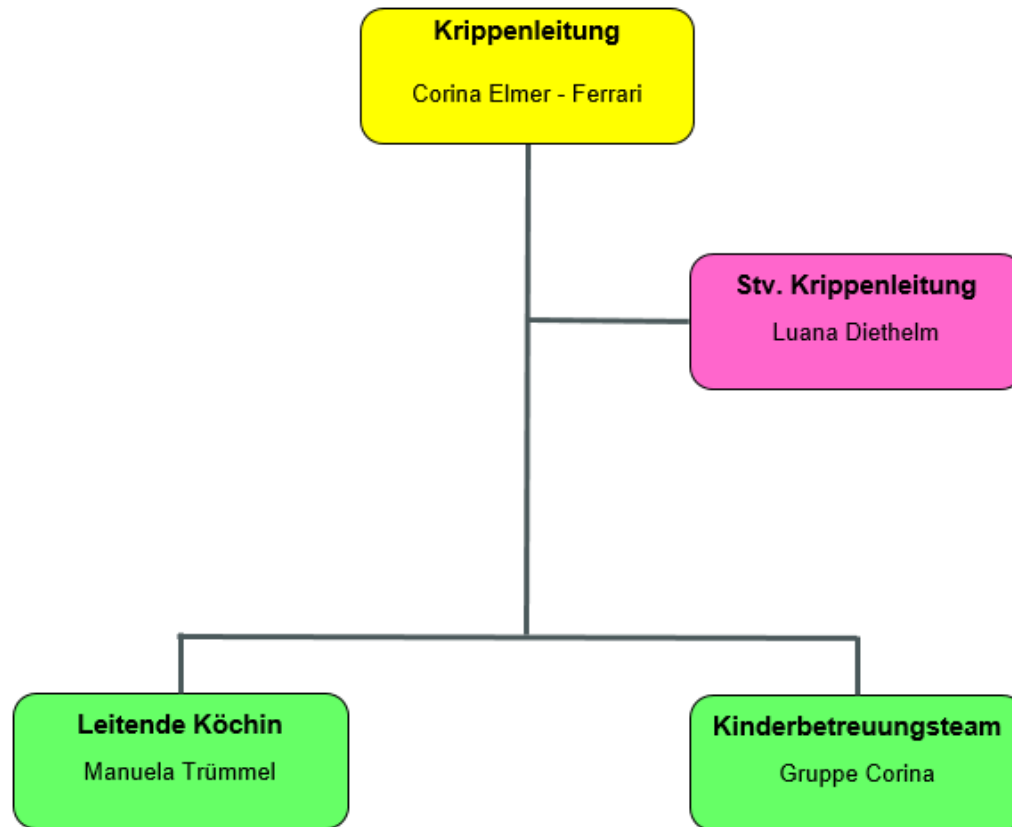 Krippenleitung
Corina Elmer - Ferrari
Stv. Krippenleitung
Luana Diethelm
Leitende Köchin
Manuela Trümmel
Kinderbetreuungsteam
Gruppe Corina